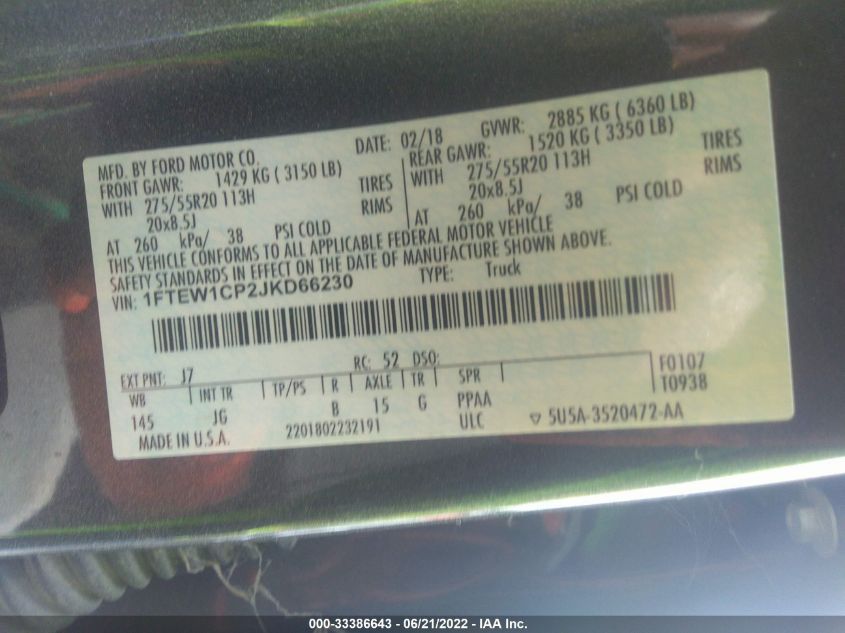 MFD. BY FORD MOTOR CO. DATE: 02/18 GVWR: 2885 KG ( 6360 LB)
FRONT GAWR: 1429 KG ( 3150 LB) REAR GAWR: 1520 KG ( 3350 LB)
WITH 275/55R20 113H TIRES WITH 275/55R20 113H TIRES
20x8.5J RIMS 20x8.5J RIMS
AT 260 kPa/ 38 PSI COLD AT 260 kPa/ 38 PSI COLD
THIS VEHICLE CONFORMS TO ALL APPLICABLE FEDERAL MOTOR VEHICLE
SAFETY STANDARDS IN EFFECT ON THE DATE OF MANUFACTURE SHOWN ABOVE.
VIN: 1FTEW1CP2JKD66230 TYPE: Truck
EXT PNT: J7 RC: 52 DSO: F0107
WB INT TR TP/PS R AXLE TR SPR T0938
145 JG B 15 G PPAA
MADE IN U.S.A. 2201802232191 ULC ▽ 5U5A-3520472-AA
000-33386643 - 06/21/2022 - IAA Inc.